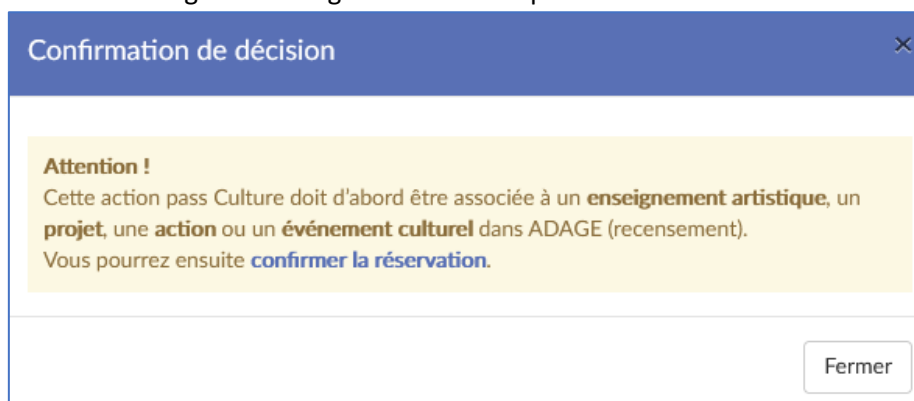 Confirmation de décision ×
Attention !
Cette action pass Culture doit d'abord être associée à un enseignement artistique, un
projet, une action ou un événement culturel dans ADAGE (recensement).
Vous pourrez ensuite confirmer la réservation.
Fermer